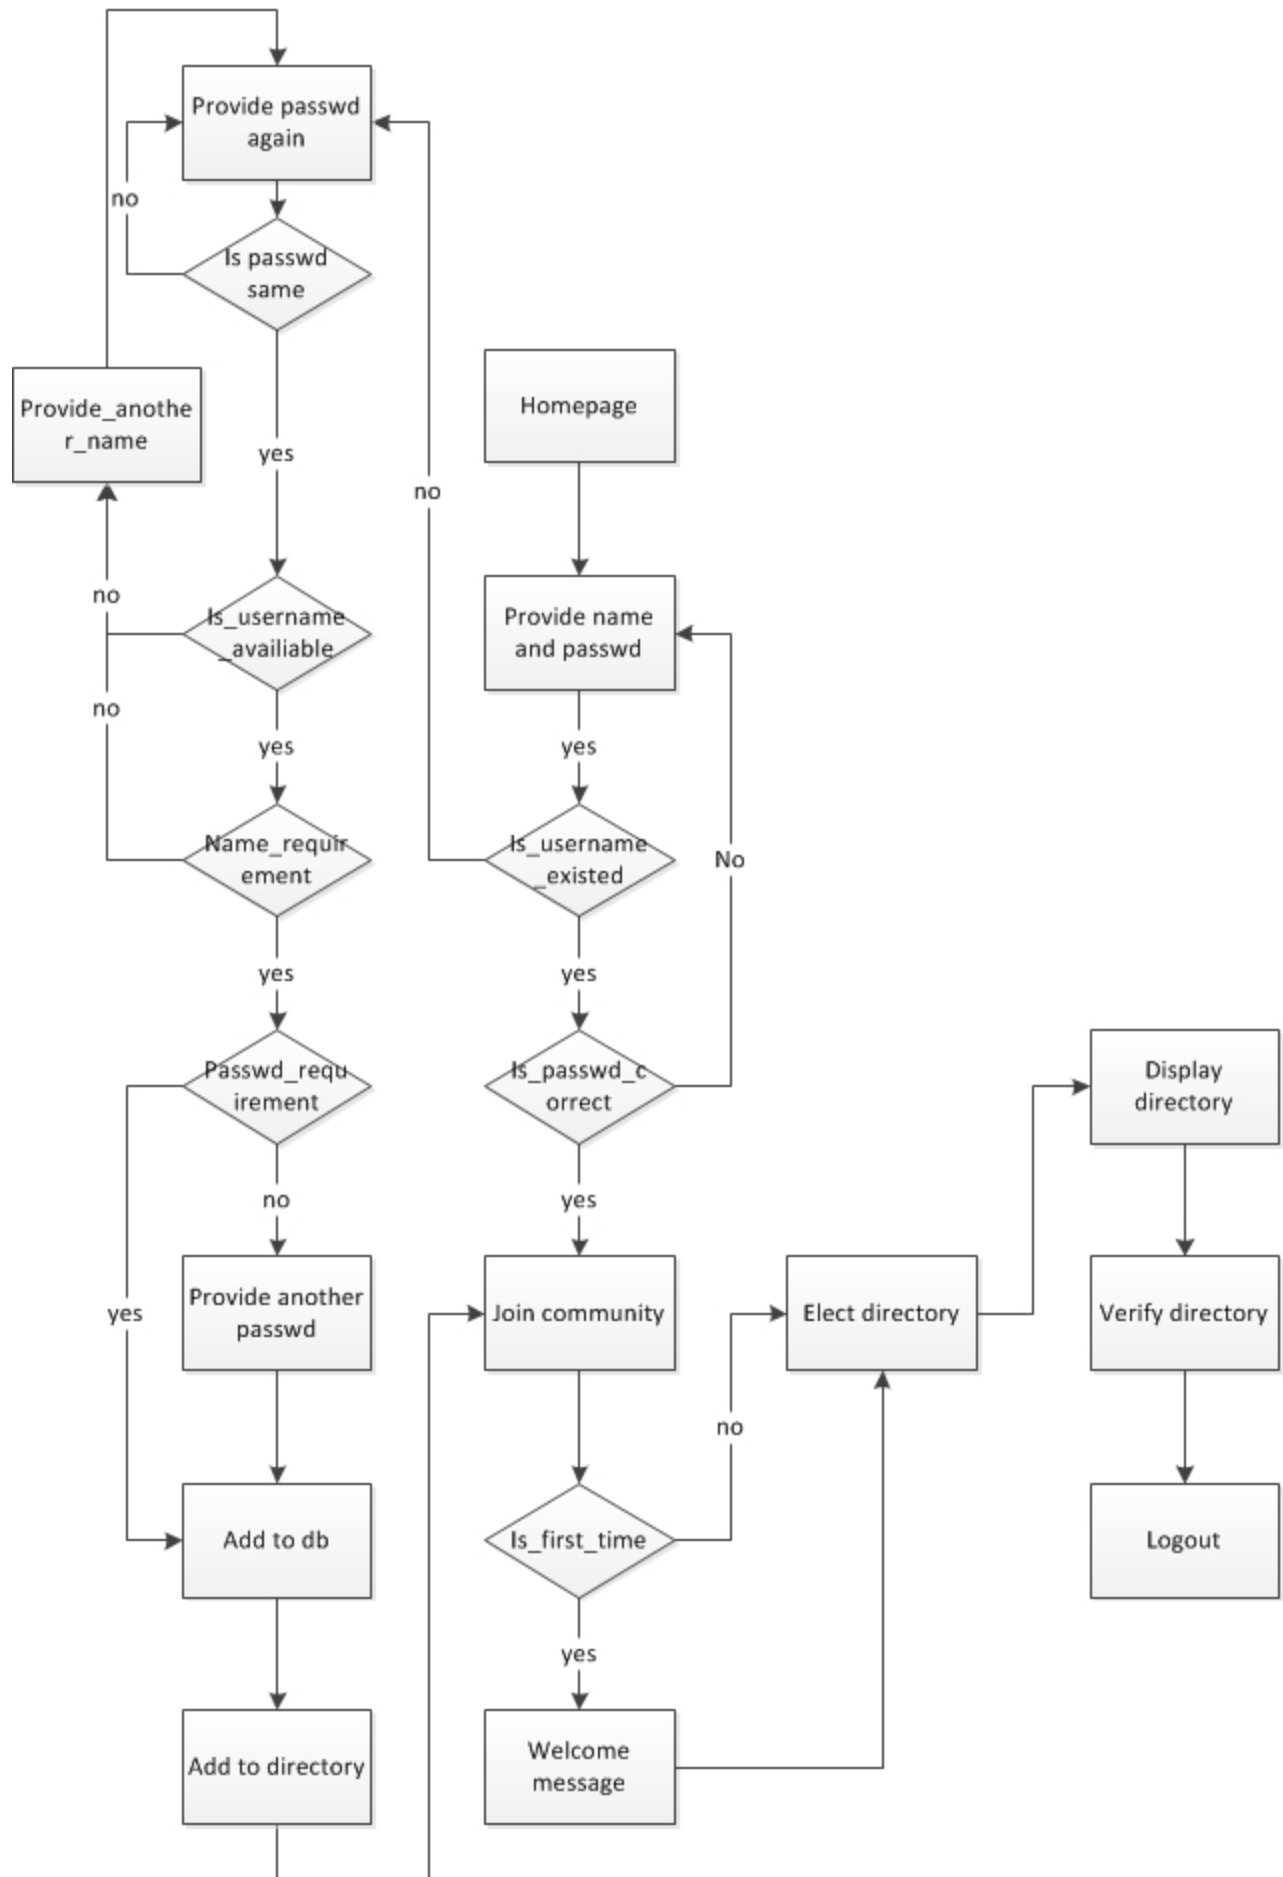 Provide passwd
again
no
Is passwd
same
Provide_anothe
r_name
yes
Homepage
no
no
Is_username
_availiable
Provide name
and passwd
no
yes
yes
Name_requir
ement
Is_username
_existed
No
yes
yes
Passwd_requ
irement
Is_passwd_c
orrect
Display
directory
no
yes
Provide another
passwd
yes
Join community
Elect directory
Verify directory
no
Add to db
Is_first_time
Logout
yes
Add to directory
Welcome
message